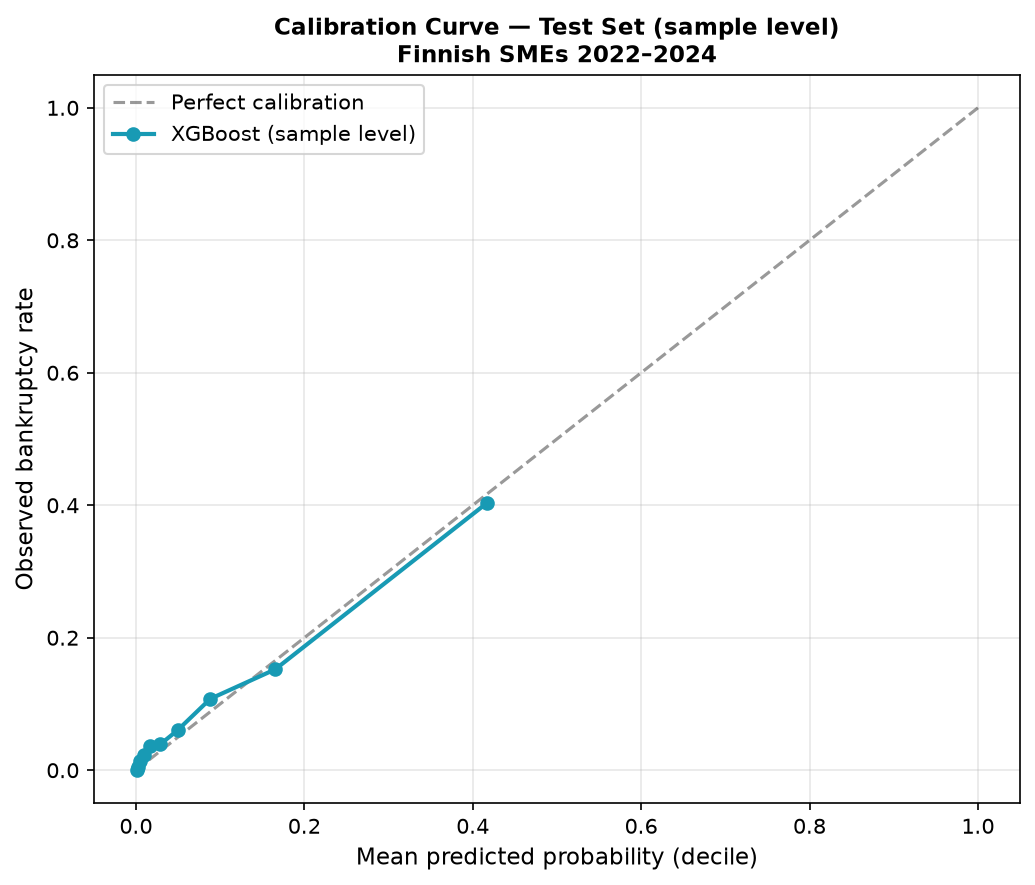 Calibration Curve — Test Set (sample level)
Finnish SMEs 2022–2024
Perfect calibration
XGBoost (sample level)
Observed bankruptcy rate
1.0
0.8
0.6
0.4
0.2
0.0
0.0 0.2 0.4 0.6 0.8 1.0
Mean predicted probability (decile)